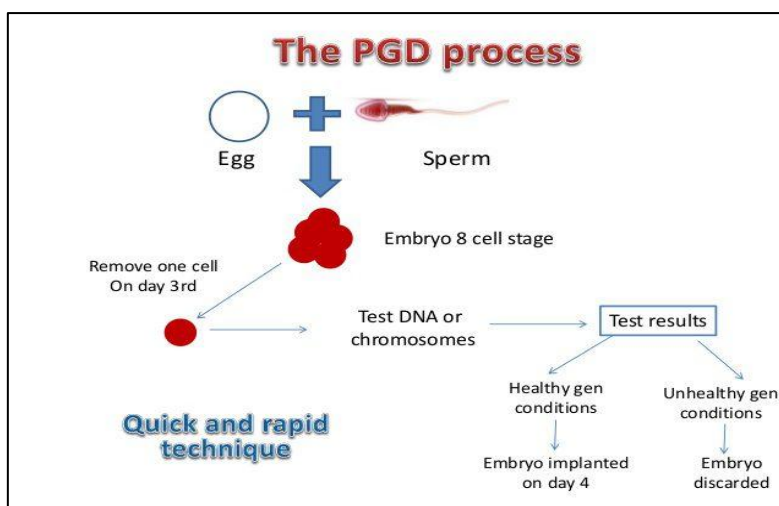 The PGD process
Egg
Sperm
Embryo 8 cell stage
Remove one cell
On day 3rd
Test DNA or
chromosomes
Test results
Healthy gen
conditions
Unhealthy gen
conditions
Quick and rapid
technique
Embryo implanted
on day 4
Embryo
discarded